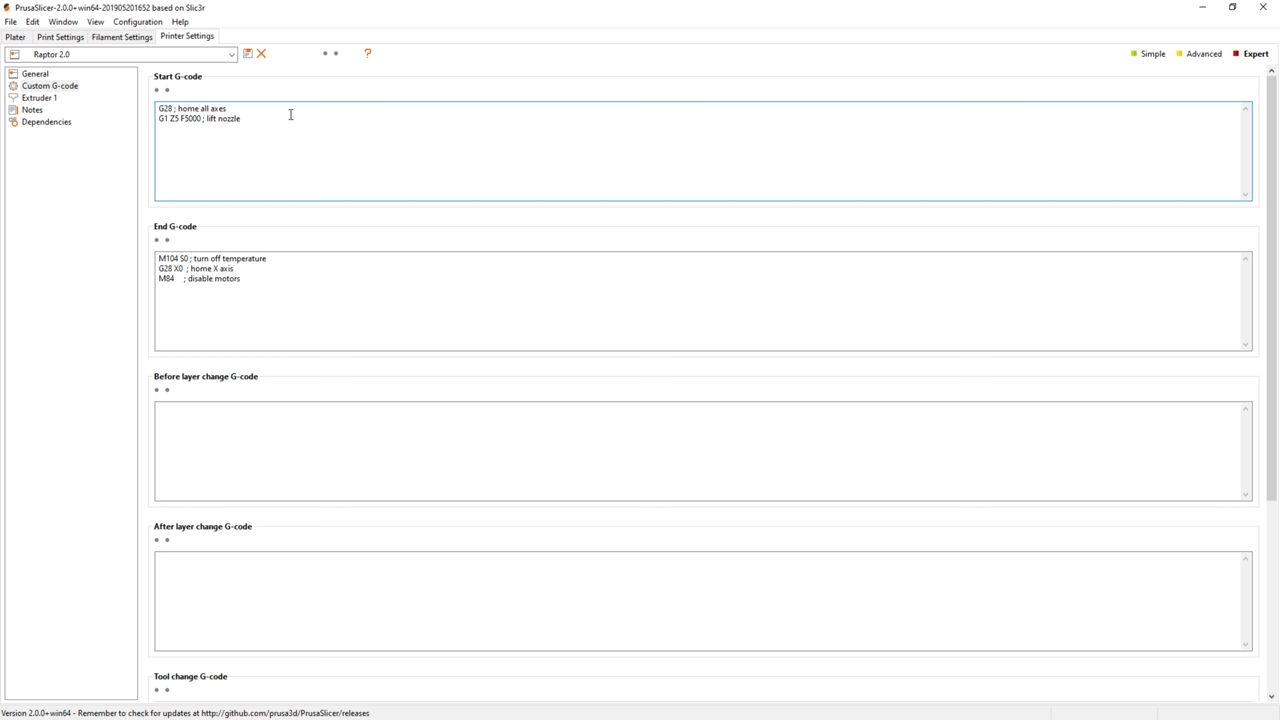 PrusaSlicer-2.0.0+win64-201905201652 based on Slic3r
File Edit Window View Configuration Help
Plater Print Settings Filament Settings Printer Settings
Raptor 2.0 ? Simple Advanced Expert
General
Custom G-code
Extruder 1
Notes
Dependencies
Start G-code
G28 ; home all axes
G1 Z5 F5000 ; lift nozzle
End G-code
M104 S0 ; turn off temperature
G28 X0 ; home X axis
M84 ; disable motors
Before layer change G-code
After layer change G-code
Tool change G-code
Version 2.0.0+win64 - Remember to check for updates at http://github.com/prusa3d/PrusaSlicer/releases